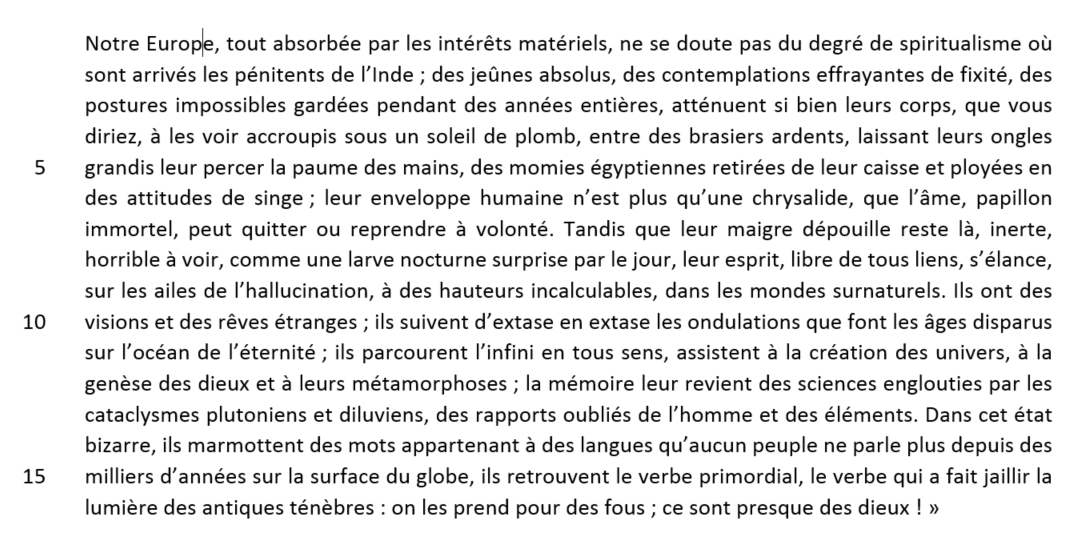 Notre Europe, tout absorbée par les intérêts matériels, ne se doute pas du degré de spiritualisme où
sont arrivés les pénitents de l’Inde ; des jeûnes absolus, des contemplations effrayantes de fixité, des
postures impossibles gardées pendant des années entières, atténuent si bien leurs corps, que vous
diriez, à les voir accroupis sous un soleil de plomb, entre des brasiers ardents, laissant leurs ongles
5 grandis leur percer la paume des mains, des momies égyptiennes retirées de leur caisse et ployées en
des attitudes de singe ; leur enveloppe humaine n’est plus qu’une chrysalide, que l’âme, papillon
immortel, peut quitter ou reprendre à volonté. Tandis que leur maigre dépouille reste là, inerte,
horrible à voir, comme une larve nocturne surprise par le jour, leur esprit, libre de tous liens, s’élance,
sur les ailes de l’hallucination, à des hauteurs incalculables, dans les mondes surnaturels. Ils ont des
10 visions et des rêves étranges ; ils suivent d’extase en extase les ondulations que font les âges disparus
sur l’océan de l’éternité ; ils parcourent l’infini en tous sens, assistent à la création des univers, à la
genèse des dieux et à leurs métamorphoses ; la mémoire leur revient des sciences englouties par les
cataclysmes plutoniens et diluviens, des rapports oubliés de l’homme et des éléments. Dans cet état
bizarre, ils marmottent des mots appartenant à des langues qu’aucun peuple ne parle plus depuis des
15 milliers d’années sur la surface du globe, ils retrouvent le verbe primordial, le verbe qui a fait jaillir la
lumière des antiques ténèbres : on les prend pour des fous ; ce sont presque des dieux ! »